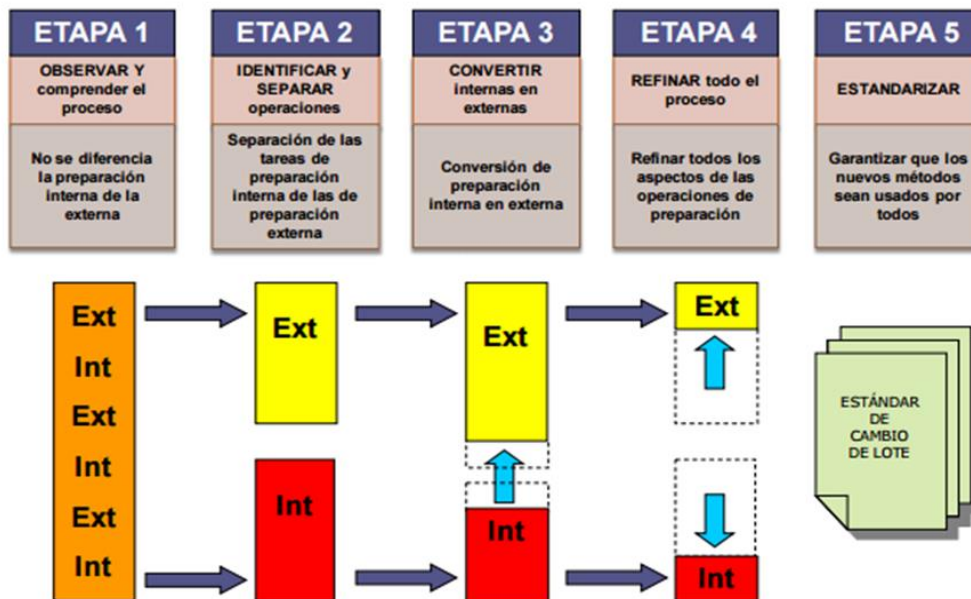 ETAPA 1
OBSERVAR Y
comprender el
proceso
No se diferencia
la preparación
interna de la
externa
ETAPA 2
IDENTIFICAR y
SEPARAR
operaciones
Separación de las
tareas de
preparación
interna de las de
preparación
externa
ETAPA 3
CONVERTIR
internas en
externas
Conversión de
preparación
interna en externa
ETAPA 4
REFINAR todo el
proceso
Refinar todos los
aspectos de las
operaciones de
preparación
ETAPA 5
ESTANDARIZAR
Garantizar que los
nuevos métodos
sean usados por
todos
Ext
Int
Ext
Int
Ext
Int
Ext
Int
Ext
Int
Ext
Int
ESTÁNDAR
DE
CAMBIO
DE LOTE